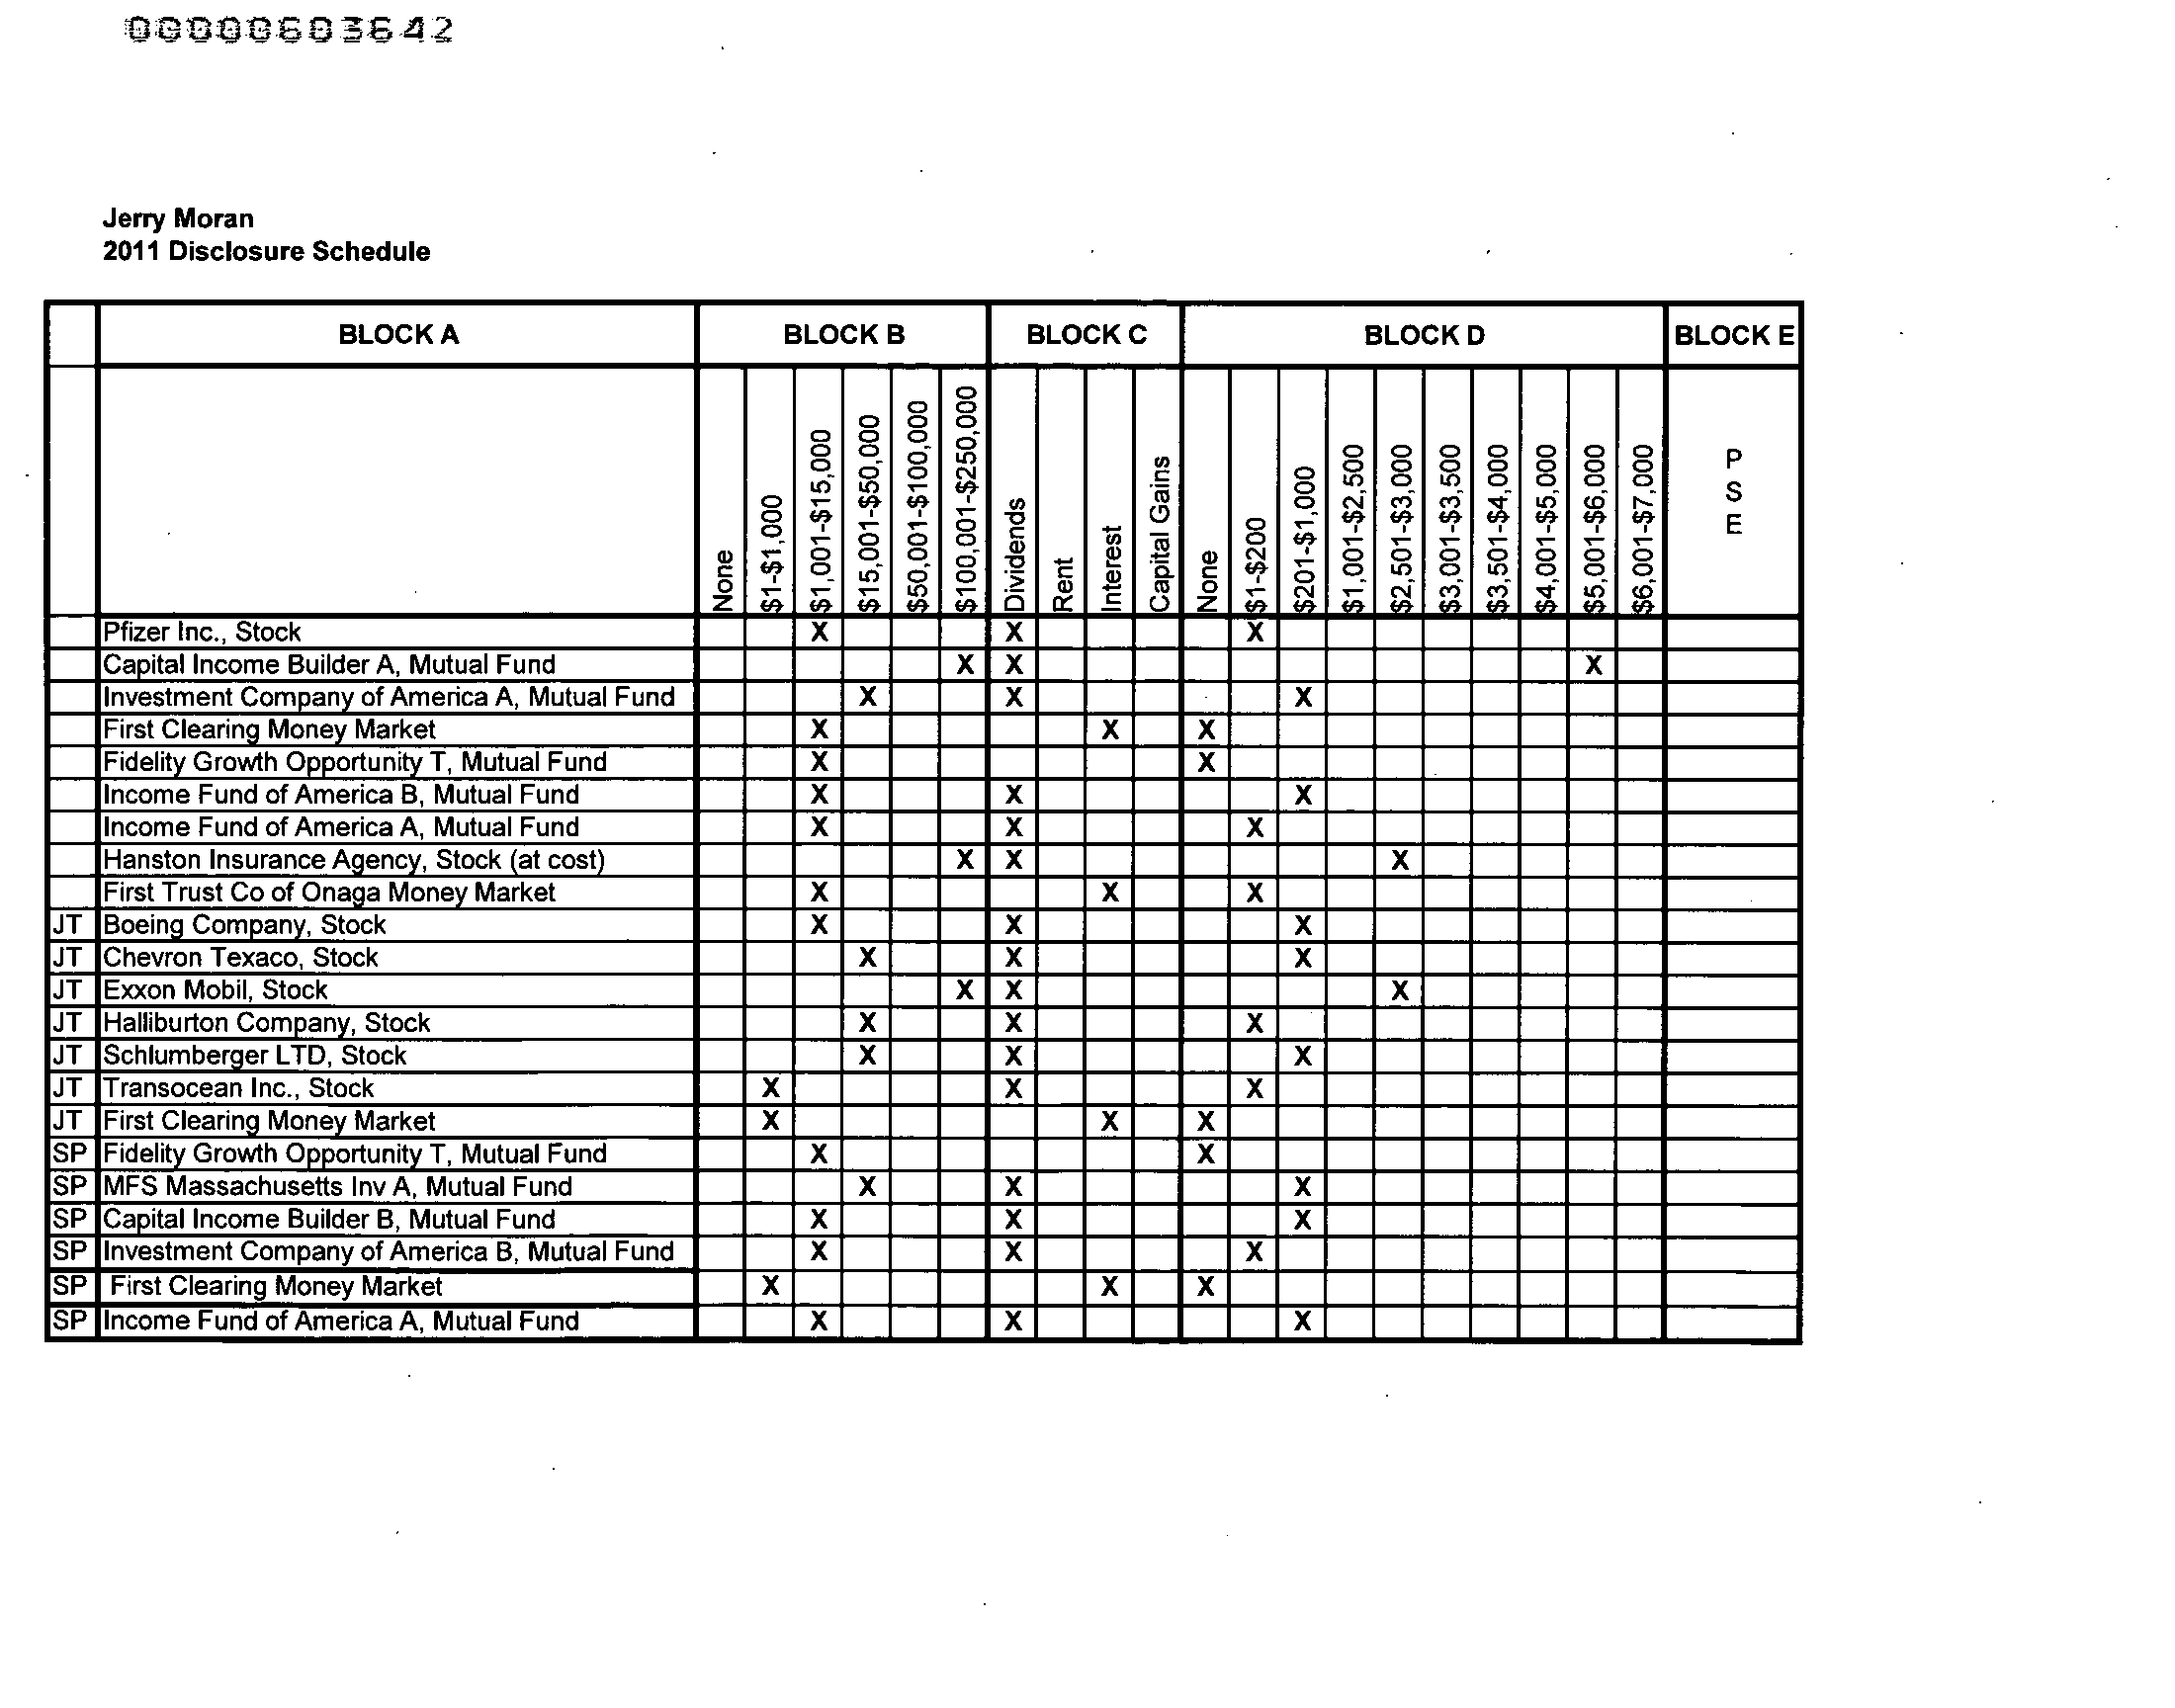 00000603642
Jerry Moran
2011 Disclosure Schedule
BLOCK A BLOCK B BLOCK C BLOCK D BLOCK E
None $1-$1,000 $1,001-$15,000 $15,001-$50,000 $50,001-$100,000 $100,001-$250,000 Dividends Rent Interest Capital Gains None $1-$200 $201-$1,000 $1,001-$2,500 $2,501-$3,000 $3,001-$3,500 $3,501-$4,000 $4,001-$5,000 $5,001-$6,000 $6,001-$7,000
P
S
E
Pfizer Inc., Stock X X X
Capital Income Builder A, Mutual Fund X X X
Investment Company of America A, Mutual Fund X X X
First Clearing Money Market X X X
Fidelity Growth Opportunity T, Mutual Fund X X
Income Fund of America B, Mutual Fund X X X
Income Fund of America A, Mutual Fund X X X
Hanston Insurance Agency, Stock (at cost) X X X
First Trust Co of Onaga Money Market X X X
JT Boeing Company, Stock X X X
JT Chevron Texaco, Stock X X X
JT Exxon Mobil, Stock X X X
JT Halliburton Company, Stock X X X
JT Schlumberger LTD, Stock X X X
JT Transocean Inc., Stock X X X
JT First Clearing Money Market X X X
SP Fidelity Growth Opportunity T, Mutual Fund X X
SP MFS Massachusetts Inv A, Mutual Fund X X X
SP Capital Income Builder B, Mutual Fund X X X
SP Investment Company of America B, Mutual Fund X X X
SP First Clearing Money Market X X X
SP Income Fund of America A, Mutual Fund X X X